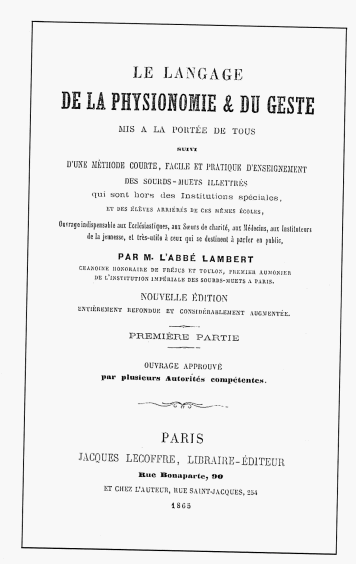 LE LANGAGE
DE LA PHYSIONOMIE & DU GESTE
MIS A LA PORTÉE DE TOUS
SUIVI
D'UNE MÉTHODE COURTE, FACILE ET PRATIQUE D'ENSEIGNEMENT
DES SOURDS-MUETS ILLETTRÉS
qui sont hors des Institutions spéciales,
ET DES ÉLÈVES ARRIÉRÉS DE CES MÊMES ÉCOLES,
Ouvrage indispensable aux Ecclésiastiques, aux Sœurs de charité, aux Médecins, aux Instituteurs
de la jeunesse, et très-utile à ceux qui se destinent à parler en public,
PAR M. L'ABBÉ LAMBERT
CHANOINE HONORAIRE DE FRÉJUS ET TOULON, PREMIER AUMÔNIER
DE L'INSTITUTION IMPÉRIALE DES SOURDS-MUETS A PARIS.
NOUVELLE ÉDITION
ENTIÈREMENT REFONDUE ET CONSIDÉRABLEMENT AUGMENTÉE.
PREMIÈRE PARTIE
OUVRAGE APPROUVÉ
par plusieurs Autorités compétentes.
PARIS
JACQUES LECOFFRE, LIBRAIRE-ÉDITEUR
Rue Bonaparte, 90
ET CHEZ L'AUTEUR, RUE SAINT-JACQUES, 254
1865